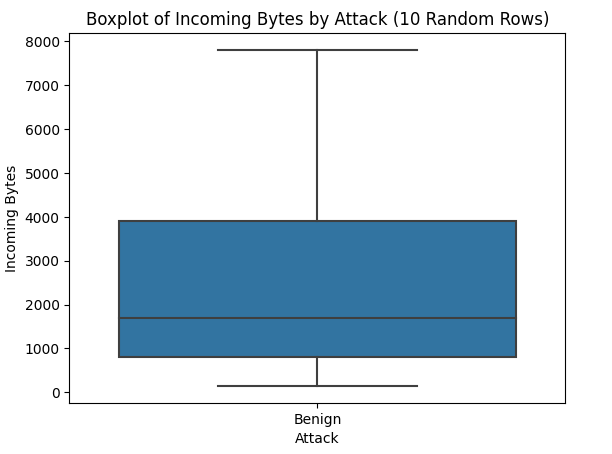 Boxplot of Incoming Bytes by Attack (10 Random Rows)
8000
7000
6000
5000
4000
3000
2000
1000
0
Incoming Bytes
Benign
Attack